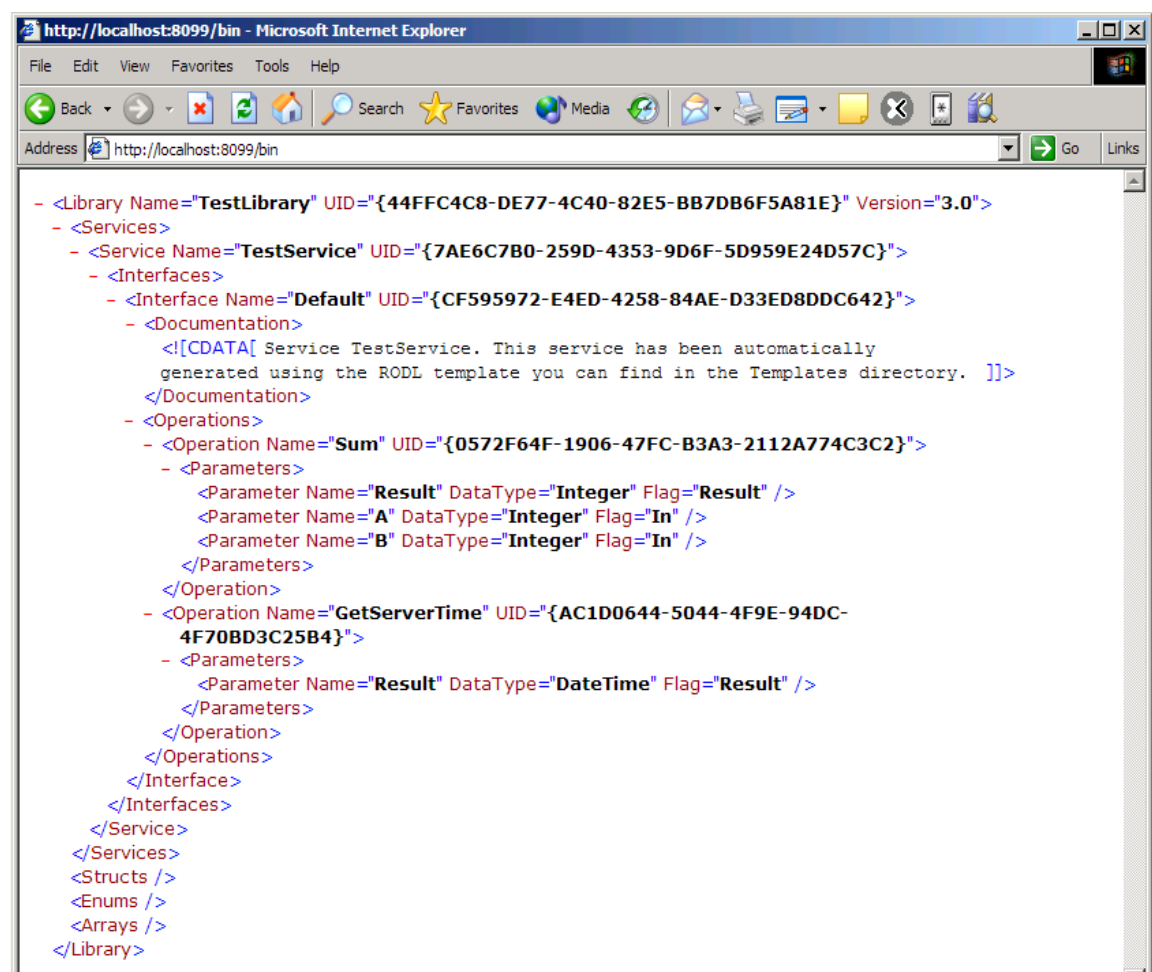 http://localhost:8099/bin - Microsoft Internet Explorer
File Edit View Favorites Tools Help
Back Search Favorites Media
Address http://localhost:8099/bin Go Links
- <Library Name="TestLibrary" UID="{44FFC4C8-DE77-4C40-82E5-BB7DB6F5A81E}" Version="3.0">
- <Services>
- <Service Name="TestService" UID="{7AE6C7B0-259D-4353-9D6F-5D959E24D57C}">
- <Interfaces>
- <Interface Name="Default" UID="{CF595972-E4ED-4258-84AE-D33ED8DDC642}">
- <Documentation>
<![CDATA[ Service TestService. This service has been automatically
generated using the RODL template you can find in the Templates directory. ]]>
</Documentation>
- <Operations>
- <Operation Name="Sum" UID="{0572F64F-1906-47FC-B3A3-2112A774C3C2}">
- <Parameters>
<Parameter Name="Result" DataType="Integer" Flag="Result" />
<Parameter Name="A" DataType="Integer" Flag="In" />
<Parameter Name="B" DataType="Integer" Flag="In" />
</Parameters>
</Operation>
- <Operation Name="GetServerTime" UID="{AC1D0644-5044-4F9E-94DC-
4F70BD3C25B4}">
- <Parameters>
<Parameter Name="Result" DataType="DateTime" Flag="Result" />
</Parameters>
</Operation>
</Operations>
</Interface>
</Interfaces>
</Service>
</Services>
<Structs />
<Enums />
<Arrays />
</Library>